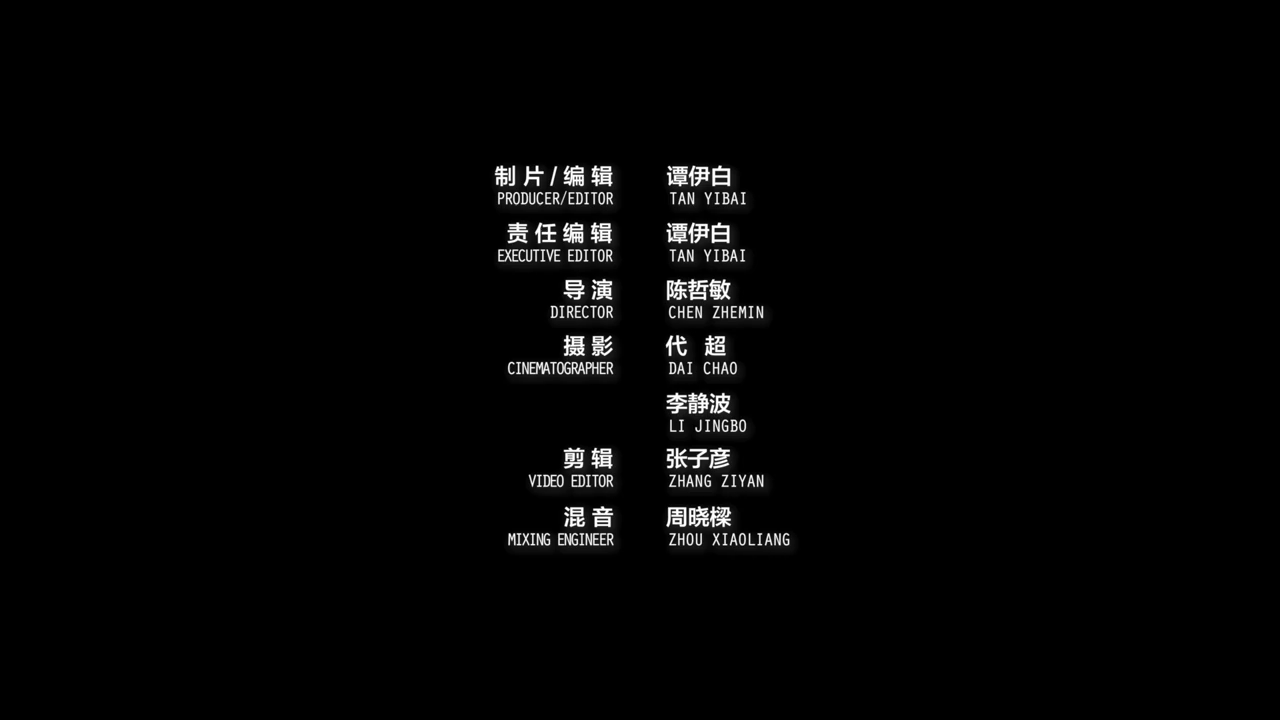 制片/编辑 谭伊白
PRODUCER/EDITOR TAN YIBAI
责任编辑 谭伊白
EXECUTIVE EDITOR TAN YIBAI
导演 陈哲敏
DIRECTOR CHEN ZHEMIN
摄影 代 超
CINEMATOGRAPHER DAI CHAO
李静波
LI JINGBO
剪辑 张子彦
VIDEO EDITOR ZHANG ZIYAN
混音 周晓樑
MIXING ENGINEER ZHOU XIAOLIANG